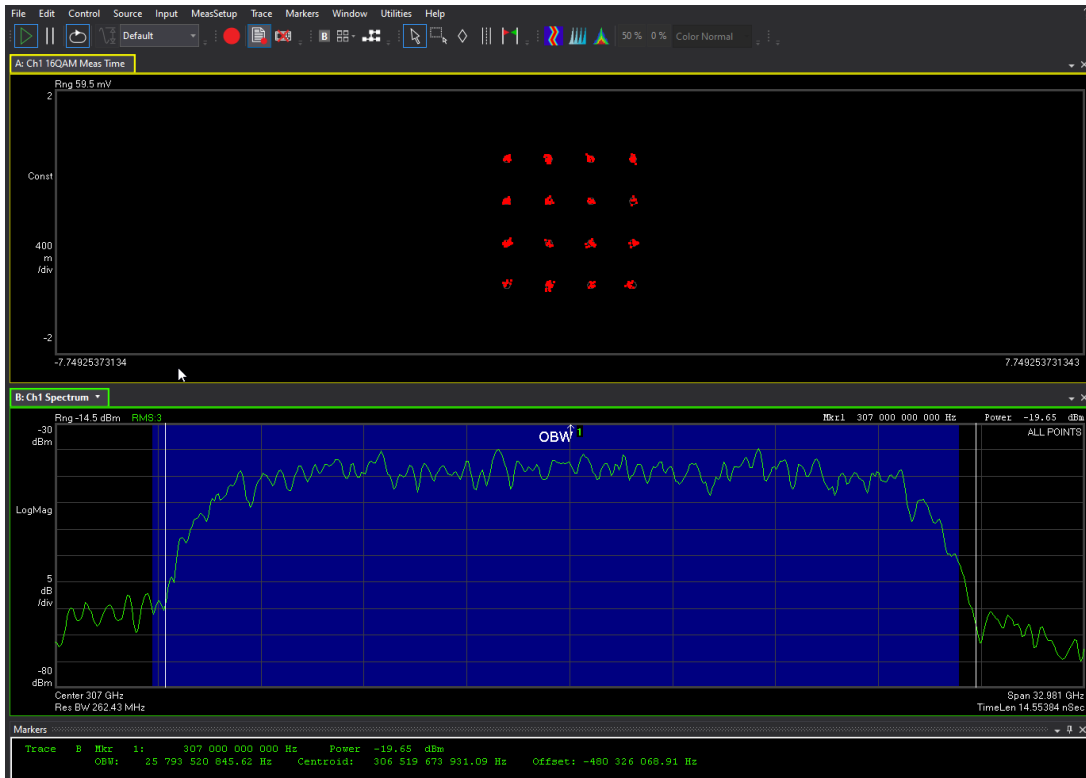 File Edit Control Source Input MeasSetup Trace Markers Window Utilities Help
Default B 50 % 0 % Color Normal
A: Ch1 16QAM Meas Time
Rng 59.5 mV
2
Const
400
m
/div
-2
-7.74925373134 7.749253731343
B: Ch1 Spectrum
Rng -14.5 dBm RMS:3 Mkr1 307 000 000 000 Hz Power -19.65 dBm
-30
dBm
OBW 1 ALL POINTS
LogMag
5
dB
/div
-80
dBm
Center 307 GHz Span 32.981 GHz
Res BW 262.43 MHz TimeLen 14.55384 nSec
Markers
Trace B Mkr 1: 307 000 000 000 Hz Power -19.65 dBm
OBW: 25 793 520 845.62 Hz Centroid: 306 519 673 931.09 Hz Offset: -480 326 068.91 Hz